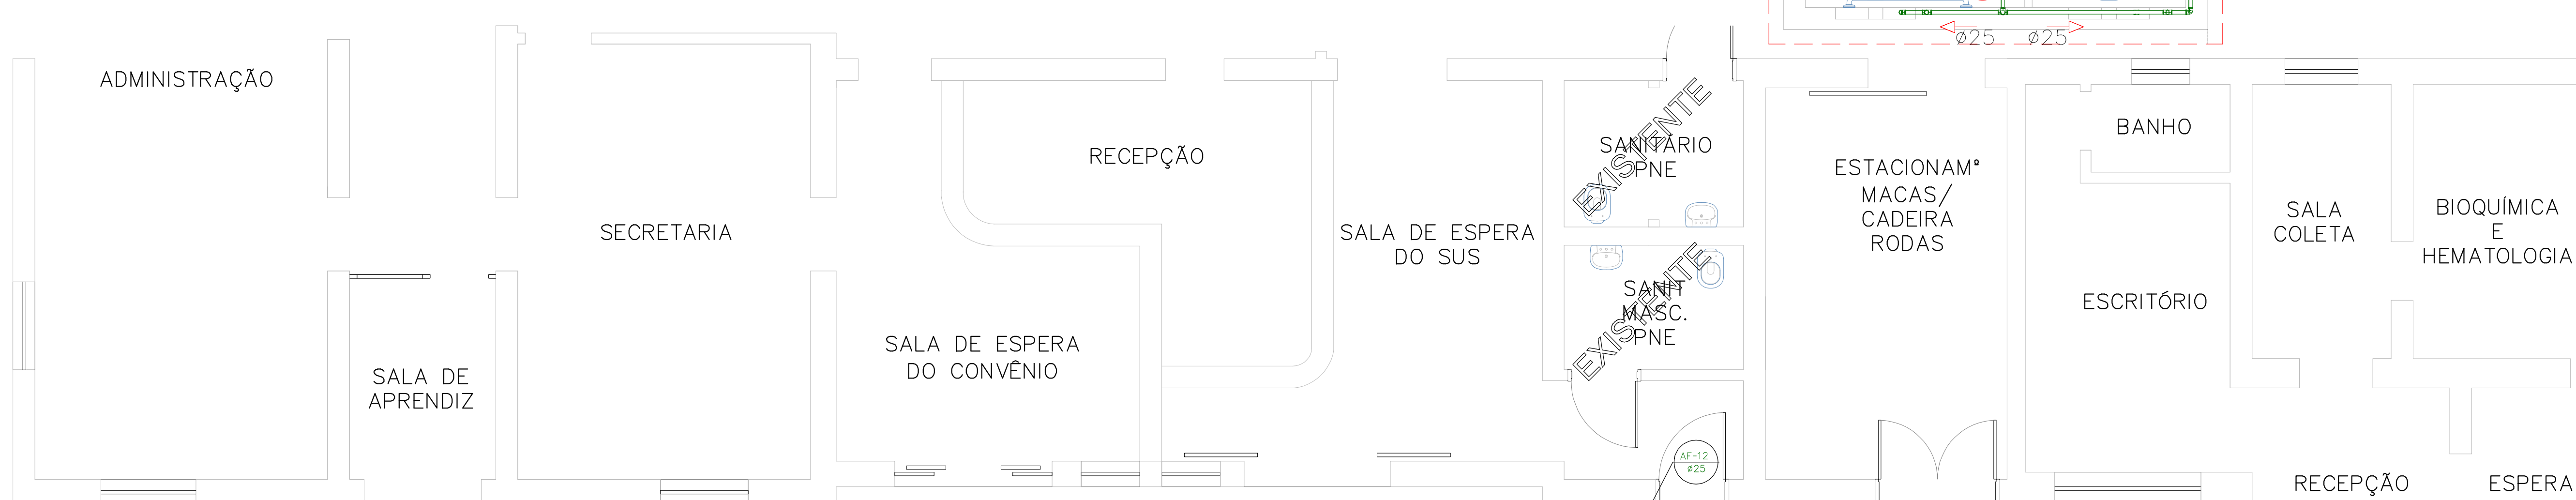 ø25
ø25
ADMINISTRAÇÃO
SALA DE
APRENDIZ
SECRETARIA
RECEPÇÃO
SALA DE ESPERA
DO CONVÊNIO
SALA DE ESPERA
DO SUS
SANITÁRIO
PNE
EXISTENTE
SANIT
MASC.
PNE
EXISTENTE
AF-12
ø25
ESTACIONAMº
MACAS/
CADEIRA
RODAS
BANHO
ESCRITÓRIO
SALA
COLETA
BIOQUÍMICA
E
HEMATOLOGIA
RECEPÇÃO
ESPERA